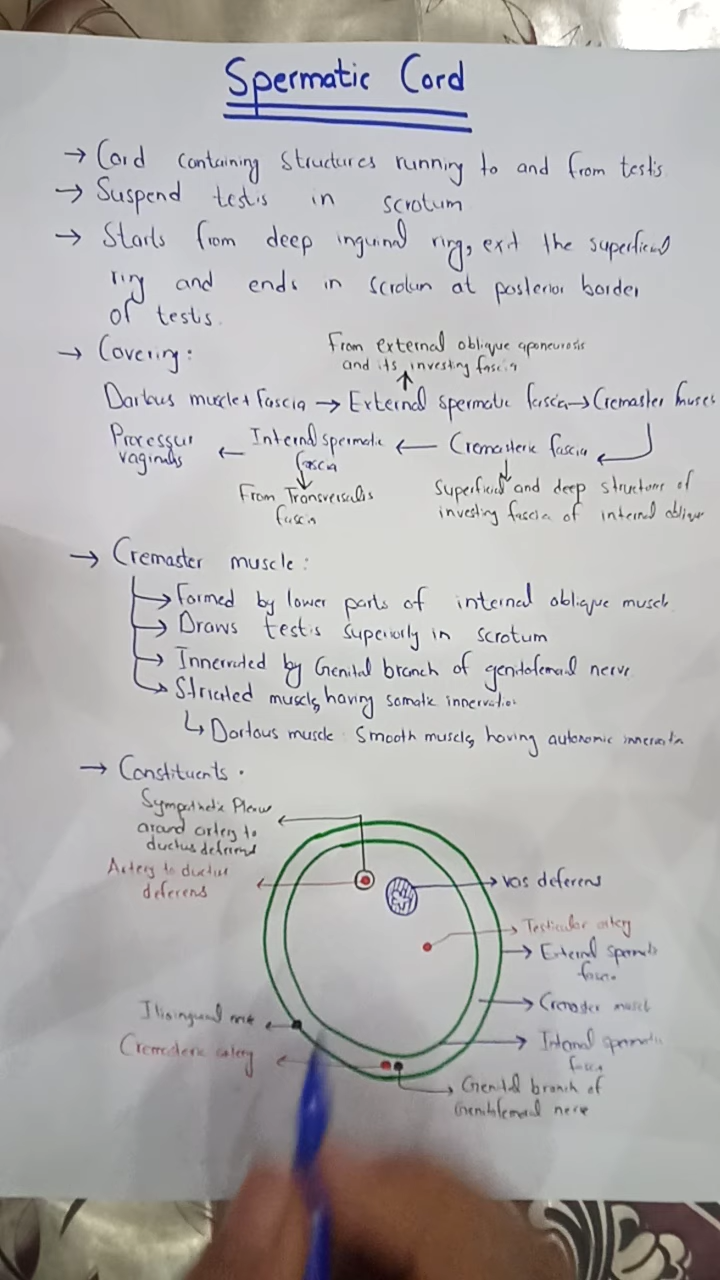 Spermatic Cord
→ Cord containing structures running to and from testis
→ Suspend testis in scrotum
→ Starts from deep inguinal ring, exit the superficial
ring and ends in scrotum at posterior border
of testis.
→ Covering:
From external oblique aponeurosis
and its investing fascia
Dartous muscle + Fascia → External spermatic fascia → Cremaster muscle
Processus vaginalis ← Internal spermatic fascia ← Cremasteric fascia
From Transversalis fascia
Superficial and deep structures of
investing fascia of internal oblique
→ Cremaster muscle:
→ Formed by lower parts of internal oblique muscle
→ Draws testis superiorly in scrotum
→ Innervated by Genital branch of genitofemoral nerve
→ Striated muscle, having somatic innervation
↳ Dartous muscle: Smooth muscle, having autonomic innervation
→ Constituents.
Sympathetic Plexus
around artery to
ductus deferens
Artery to ductus
deferens
vas deferens
Testicular artery
External spermatic
fascia
Cremaster muscle
Ilioinguinal nerve
Internal spermatic
fascia
Cremasteric artery
Genital branch of
Genitofemoral nerve